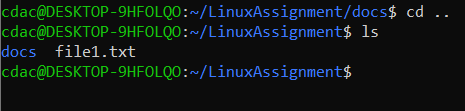 cdac@DESKTOP-9HFOLQO:~/LinuxAssignment/docs$ cd ..
cdac@DESKTOP-9HFOLQO:~/LinuxAssignment$ ls
docs  file1.txt
cdac@DESKTOP-9HFOLQO:~/LinuxAssignment$